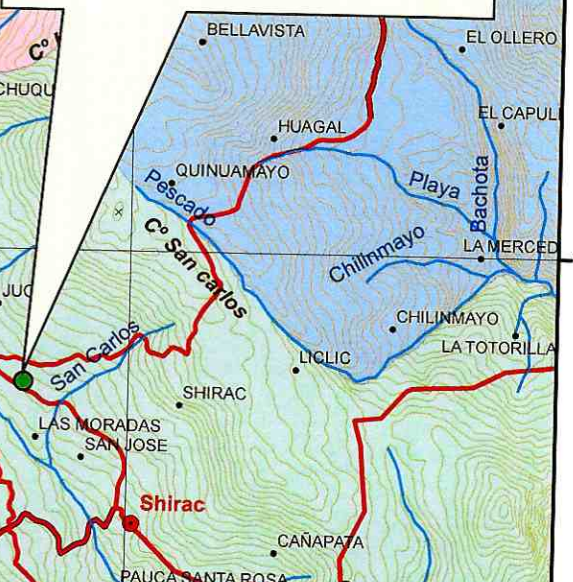 BELLAVISTA
EL OLLERO
Cº
CHUQU
EL CAPULI
HUAGAL
QUINUAMAYO
Pescado
Playa
Bachota
Cº San carlos
Chilinmayo
LA MERCED
JUC
San Carlos
CHILINMAYO
LA TOTORILLA
LICLIC
SHIRAC
LAS MORADAS
SAN JOSE
Shirac
CAÑAPATA
PAUCA SANTA ROSA